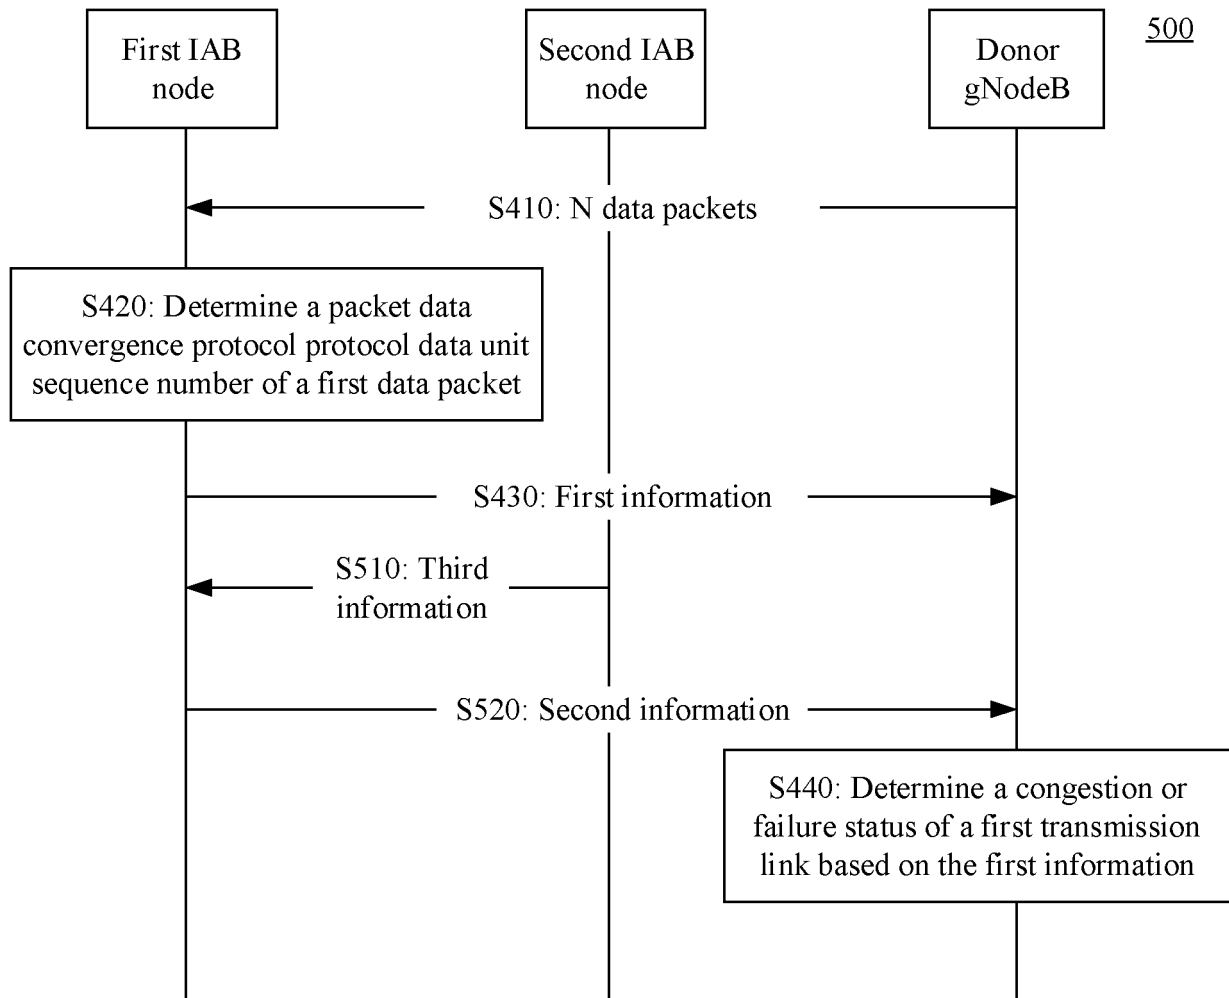 First IAB
node
Second IAB
node
Donor
gNodeB
500
S410: N data packets
S420: Determine a packet data
convergence protocol protocol data unit
sequence number of a first data packet
S430: First information
S510: Third
information
S520: Second information
S440: Determine a congestion or
failure status of a first transmission
link based on the first information